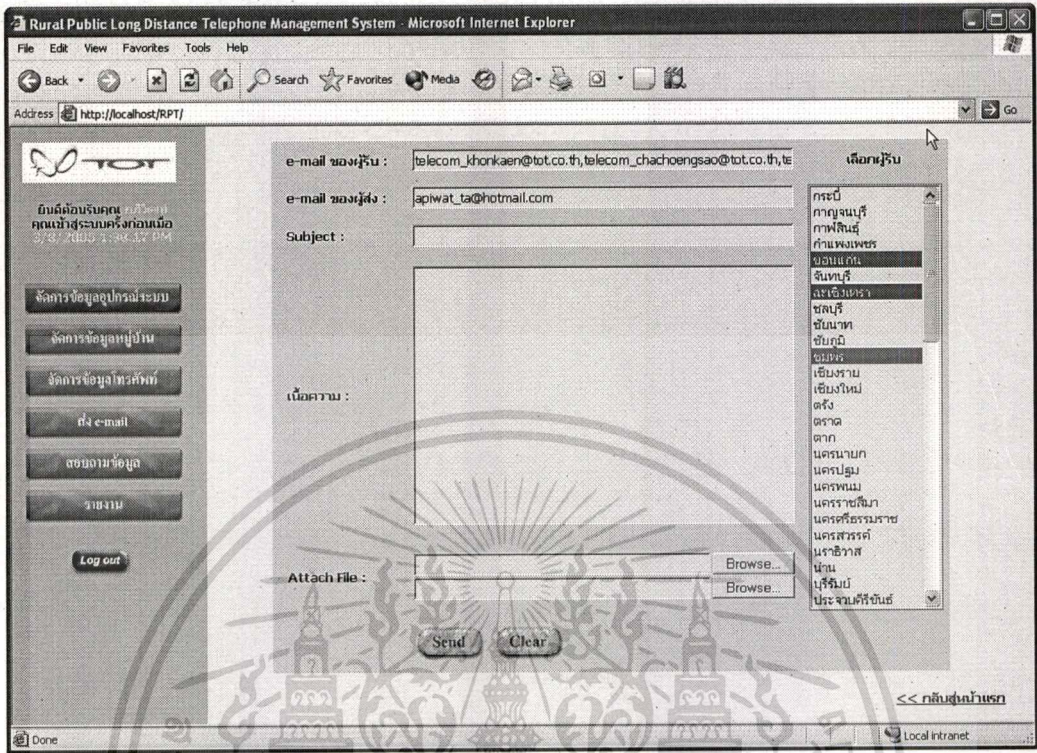 Rural Public Long Distance Telephone Management System - Microsoft Internet Explorer
File Edit View Favorites Tools Help
Back Search Favorites Media
Address http://localhost/RPT/ Go
TOT
ยินดีต้อนรับคุณ
คุณเข้าสู่ระบบครั้งก่อนเมื่อ
จัดการข้อมูลอุปกรณ์ระบบ
จัดการข้อมูลหมู่บ้าน
จัดการข้อมูลโทรศัพท์
ส่ง e-mail
สอบถามข้อมูล
รายงาน
Log out
e-mail ของผู้รับ : telecom_khonkaen@tot.co.th,telecom_chachoengsao@tot.co.th,te
e-mail ของผู้ส่ง : apiwat_ta@hotmail.com
Subject :
เนื้อความ :
Attach File : Browse...
Browse...
Send Clear
เลือกผู้รับ
กระบี่
กาญจนบุรี
กาฬสินธุ์
กำแพงเพชร
ขอนแก่น
จันทบุรี
ฉะเชิงเทรา
ชลบุรี
ชัยนาท
ชัยภูมิ
ชุมพร
เชียงราย
เชียงใหม่
ตรัง
ตราด
ตาก
นครนายก
นครปฐม
นครพนม
นครราชสีมา
นครศรีธรรมราช
นครสวรรค์
นราธิวาส
น่าน
บุรีรัมย์
ประจวบคีรีขันธ์
<< กลับสู่หน้าแรก
Done Local intranet